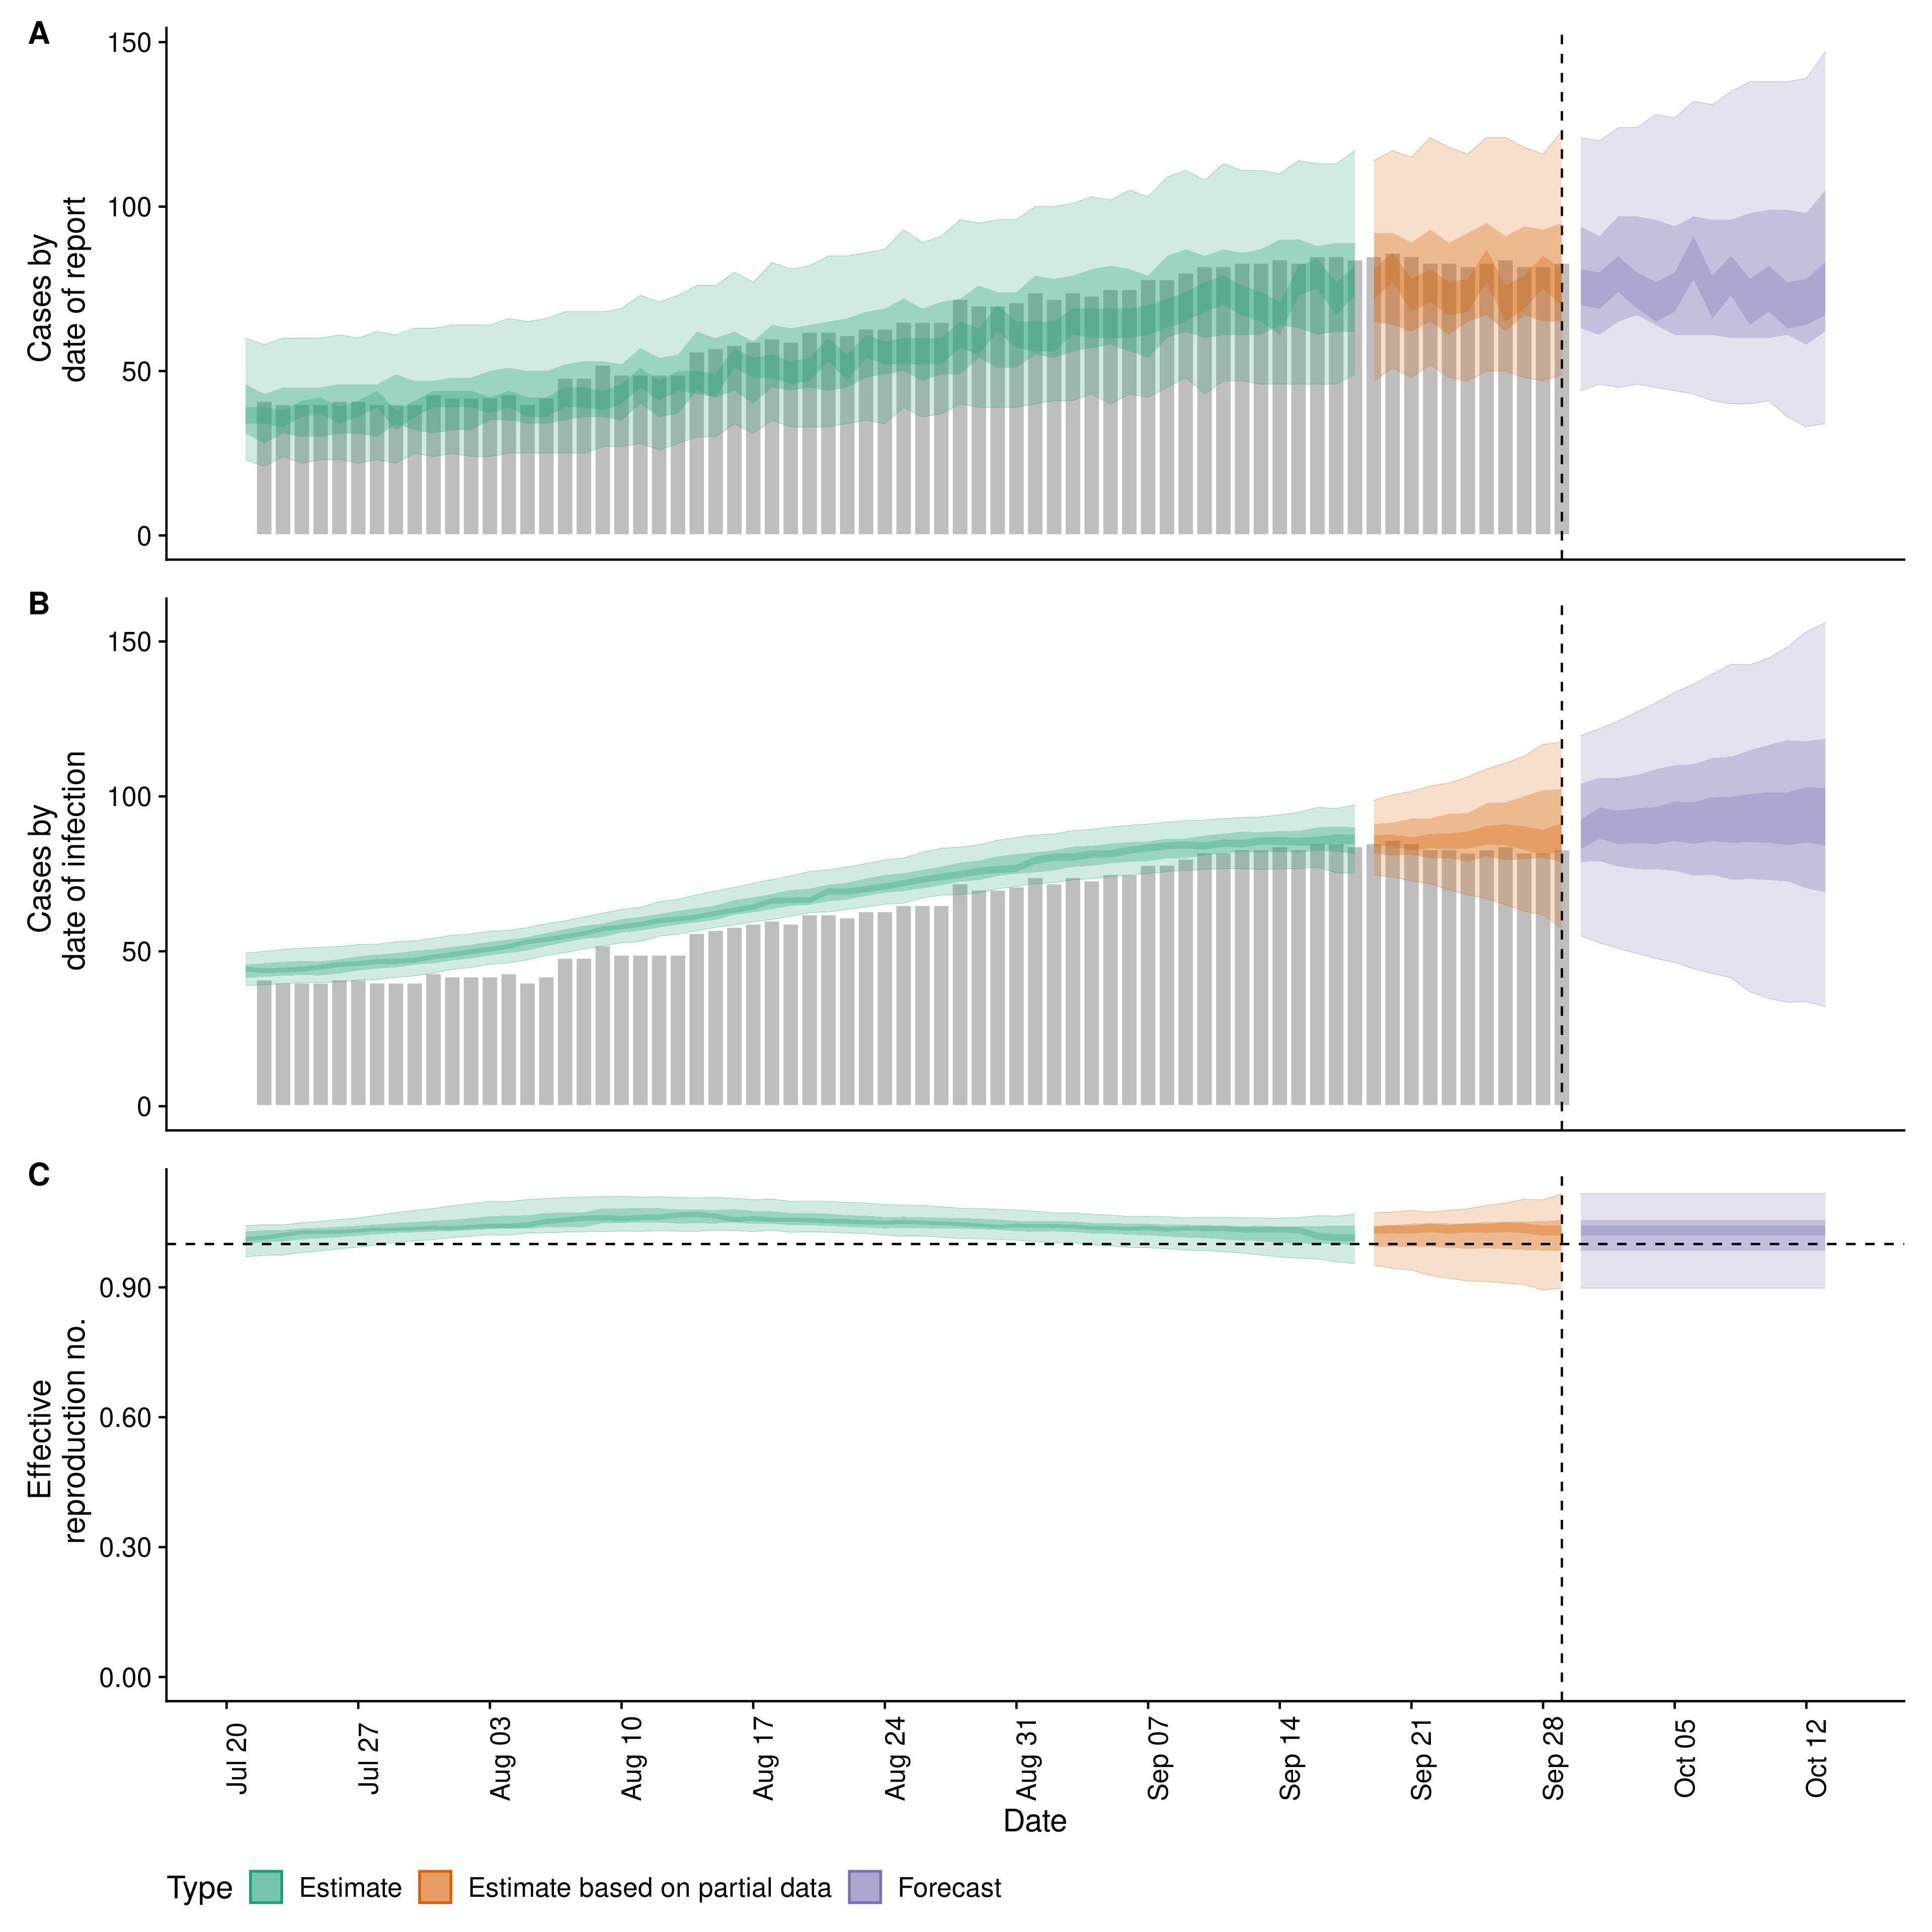 A
150
100
50
0
Cases by
date of report
B
150
100
50
0
Cases by
date of infection
C
0.90
0.60
0.30
0.00
Effective
reproduction no.
Jul 20
Jul 27
Aug 03
Aug 10
Aug 17
Aug 24
Aug 31
Sep 07
Sep 14
Sep 21
Sep 28
Oct 05
Oct 12
Date
Type Estimate Estimate based on partial data Forecast